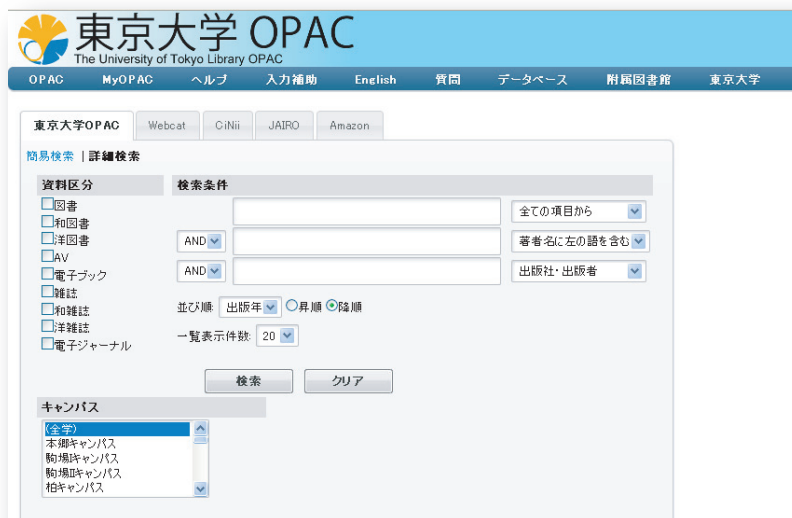 東京大学 OPAC
The University of Tokyo Library OPAC
OPAC MyOPAC ヘルプ 入力補助 English 質問 データベース 附属図書館 東京大学
東京大学OPAC Webcat CiNii JAIRO Amazon
簡易検索 | 詳細検索
資料区分
図書
和図書
洋図書
AV
電子ブック
雑誌
和雑誌
洋雑誌
電子ジャーナル
検索条件
全ての項目から
AND 著者名に左の語を含む
AND 出版社・出版者
並び順: 出版年 昇順 降順
一覧表示件数: 20
検索 クリア
キャンパス
(全学)
本郷キャンパス
駒場Iキャンパス
駒場IIキャンパス
柏キャンパス